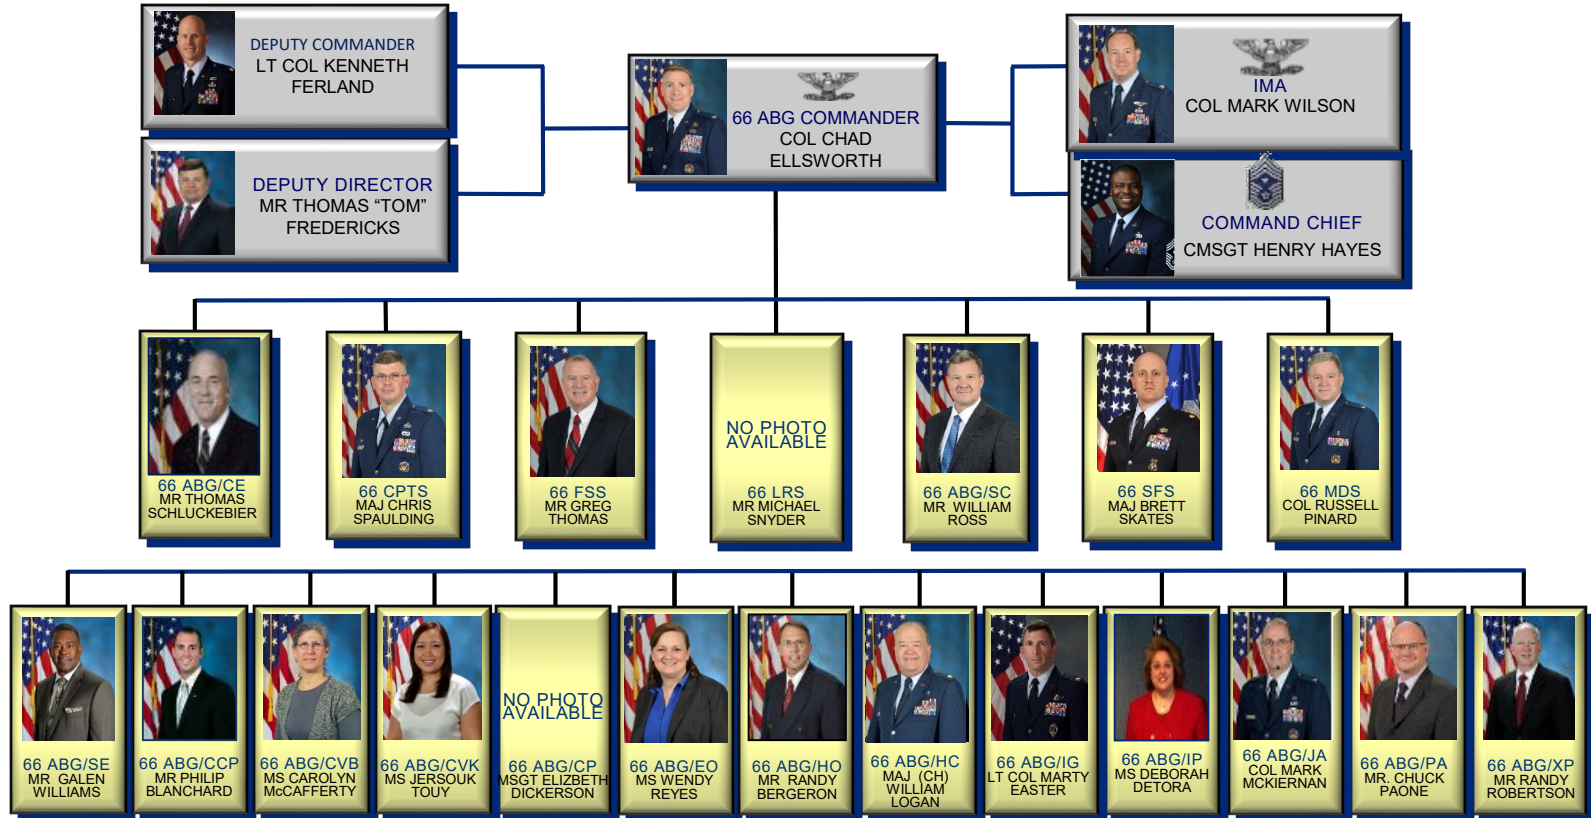 DEPUTY COMMANDER
LT COL KENNETH
FERLAND
DEPUTY DIRECTOR
MR THOMAS “TOM”
FREDERICKS
66 ABG COMMANDER
COL CHAD
ELLSWORTH
IMA
COL MARK WILSON
COMMAND CHIEF
CMSGT HENRY HAYES
66 ABG/CE
MR THOMAS
SCHLUCKEBIER
66 CPTS
MAJ CHRIS
SPAULDING
66 FSS
MR GREG
THOMAS
NO PHOTO
AVAILABLE
66 LRS
MR MICHAEL
SNYDER
66 ABG/SC
MR WILLIAM
ROSS
66 SFS
MAJ BRETT
SKATES
66 MDS
COL RUSSELL
PINARD
66 ABG/SE
MR GALEN
WILLIAMS
66 ABG/CCP
MR PHILIP
BLANCHARD
66 ABG/CVB
MS CAROLYN
McCAFFERTY
66 ABG/CVK
MS JERSOUK
TOUY
NO PHOTO
AVAILABLE
66 ABG/CP
MSGT ELIZBETH
DICKERSON
66 ABG/EO
MS WENDY
REYES
66 ABG/HO
MR RANDY
BERGERON
66 ABG/HC
MAJ (CH)
WILLIAM
LOGAN
66 ABG/IG
LT COL MARTY
EASTER
66 ABG/IP
MS DEBORAH
DETORA
66 ABG/JA
COL MARK
MCKIERNAN
66 ABG/PA
MR. CHUCK
PAONE
66 ABG/XP
MR RANDY
ROBERTSON